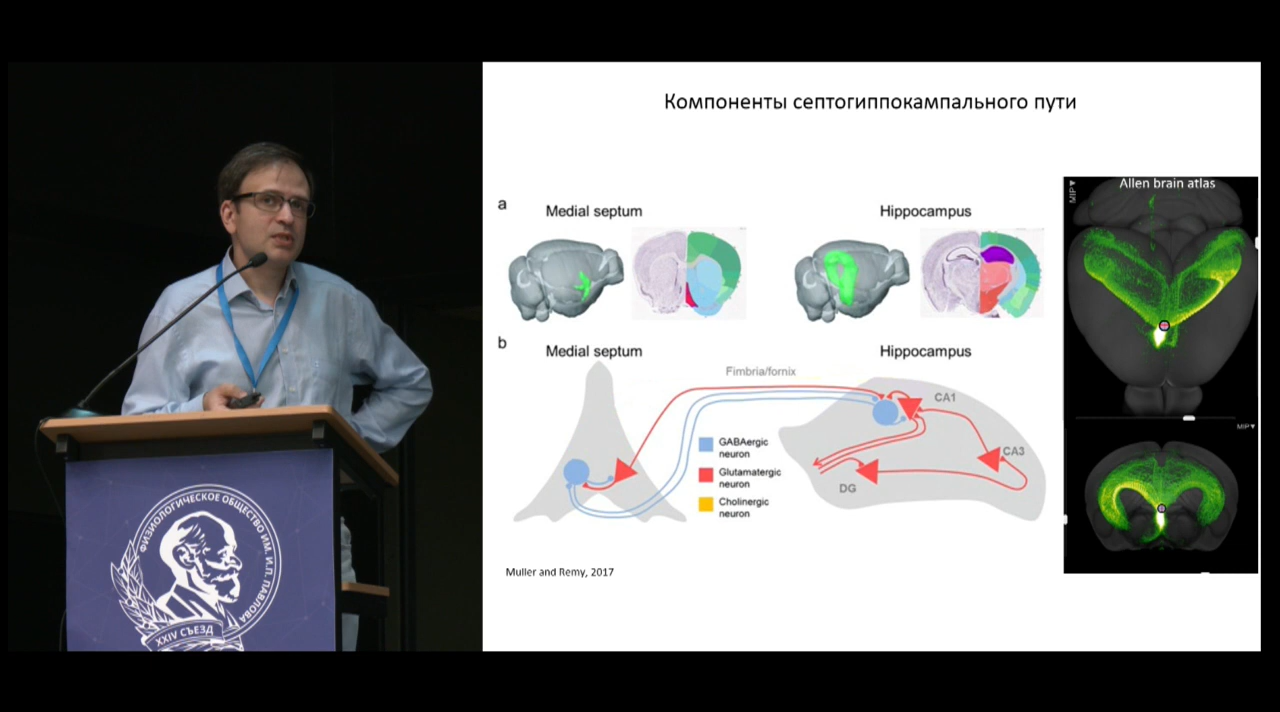 Компоненты септогиппокампального пути
Allen brain atlas
MIP▼
a
Medial septum
Hippocampus
b
Medial septum
Hippocampus
Fimbria/fornix
CA1
CA3
DG
GABAergic
neuron
Glutamatergic
neuron
Cholinergic
neuron
MIP▼
Muller and Remy, 2017
ФИЗИОЛОГИЧЕСКОЕ ОБЩЕСТВО ИМ. И.П. ПАВЛОВА
XXIV СЪЕЗД